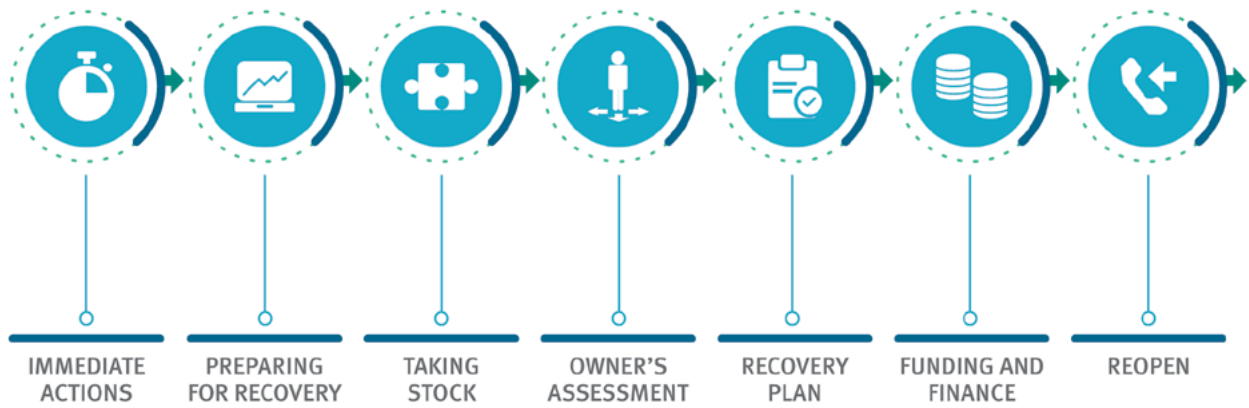 IMMEDIATE
ACTIONS
PREPARING
FOR RECOVERY
TAKING
STOCK
OWNER'S
ASSESSMENT
RECOVERY
PLAN
FUNDING AND
FINANCE
REOPEN